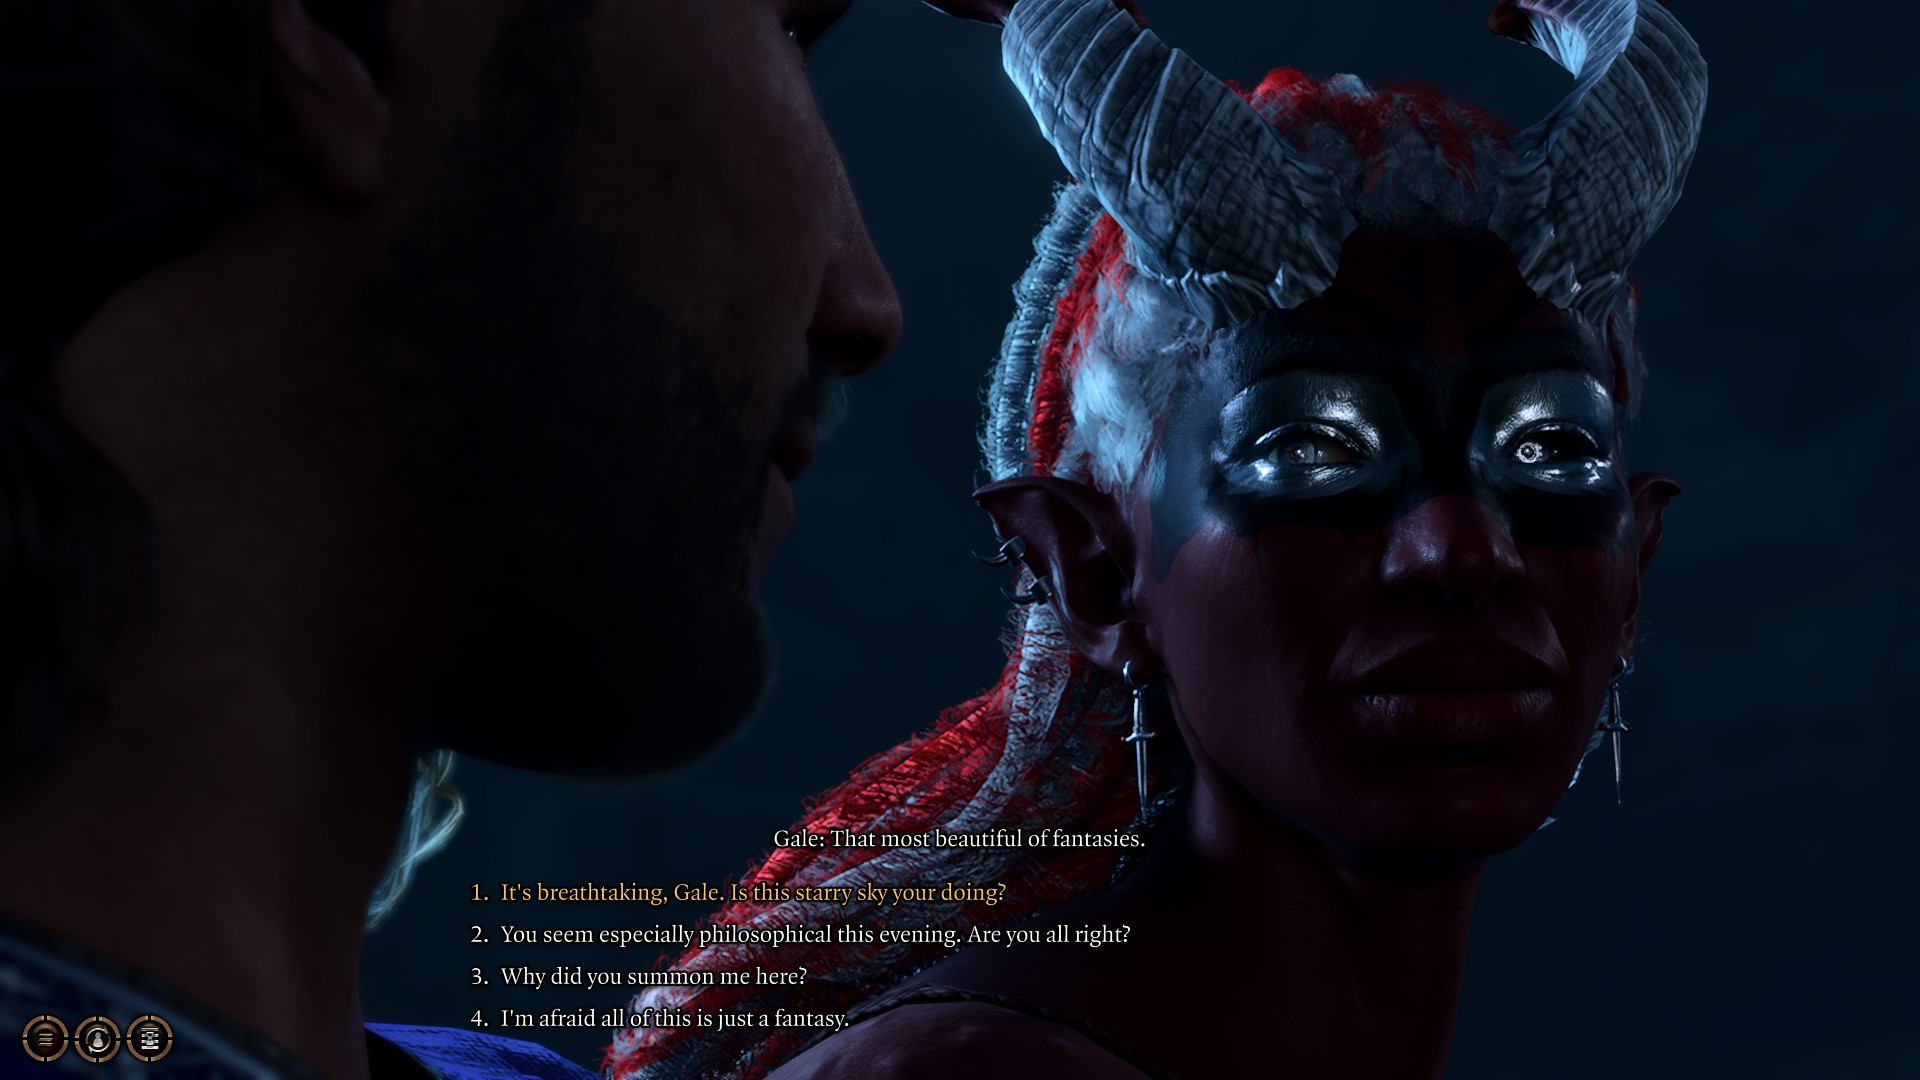 Gale: That most beautiful of fantasies.
1. It's breathtaking, Gale. Is this starry sky your doing?
2. You seem especially philosophical this evening. Are you all right?
3. Why did you summon me here?
4. I'm afraid all of this is just a fantasy.